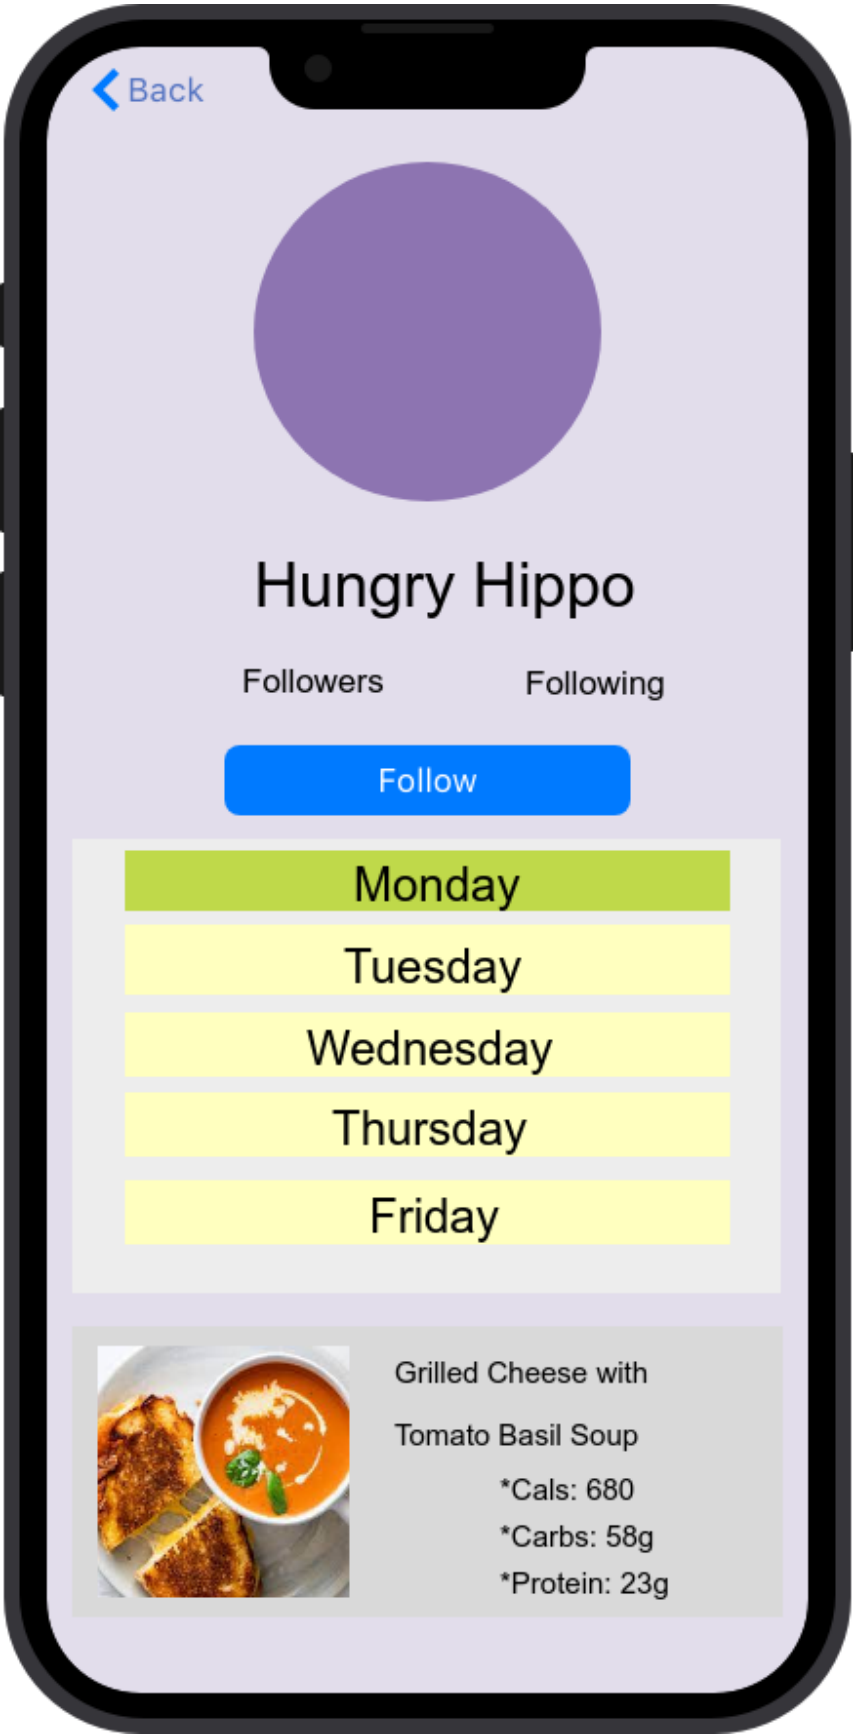 Back
Hungry Hippo
Followers
Following
Follow
Monday
Tuesday
Wednesday
Thursday
Friday
Grilled Cheese with
Tomato Basil Soup
*Cals: 680
*Carbs: 58g
*Protein: 23g